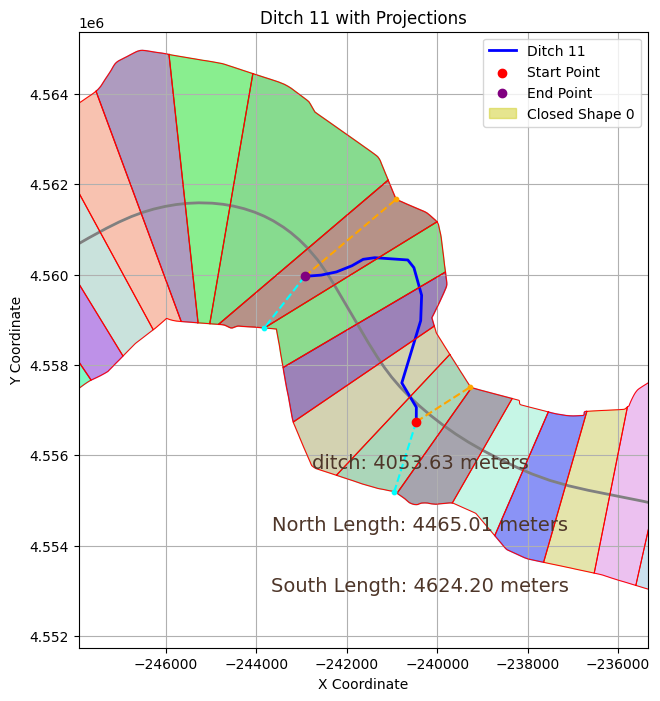 Ditch 11 with Projections
1e6
Ditch 11
Start Point
End Point
Closed Shape 0
4.564
4.562
4.560
4.558
4.556
4.554
4.552
Y Coordinate
ditch: 4053.63 meters
North Length: 4465.01 meters
South Length: 4624.20 meters
−246000 −244000 −242000 −240000 −238000 −236000
X Coordinate